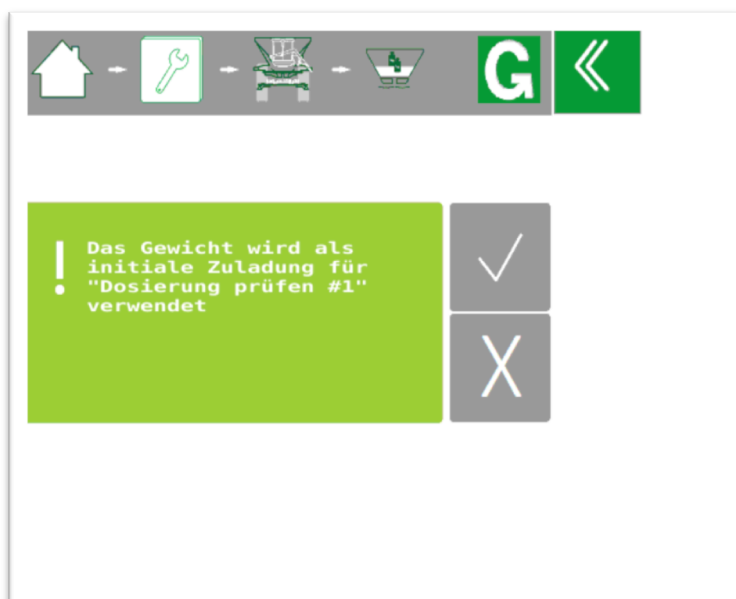 G
! Das Gewicht wird als
initiale Zuladung für
"Dosierung prüfen #1"
verwendet
X